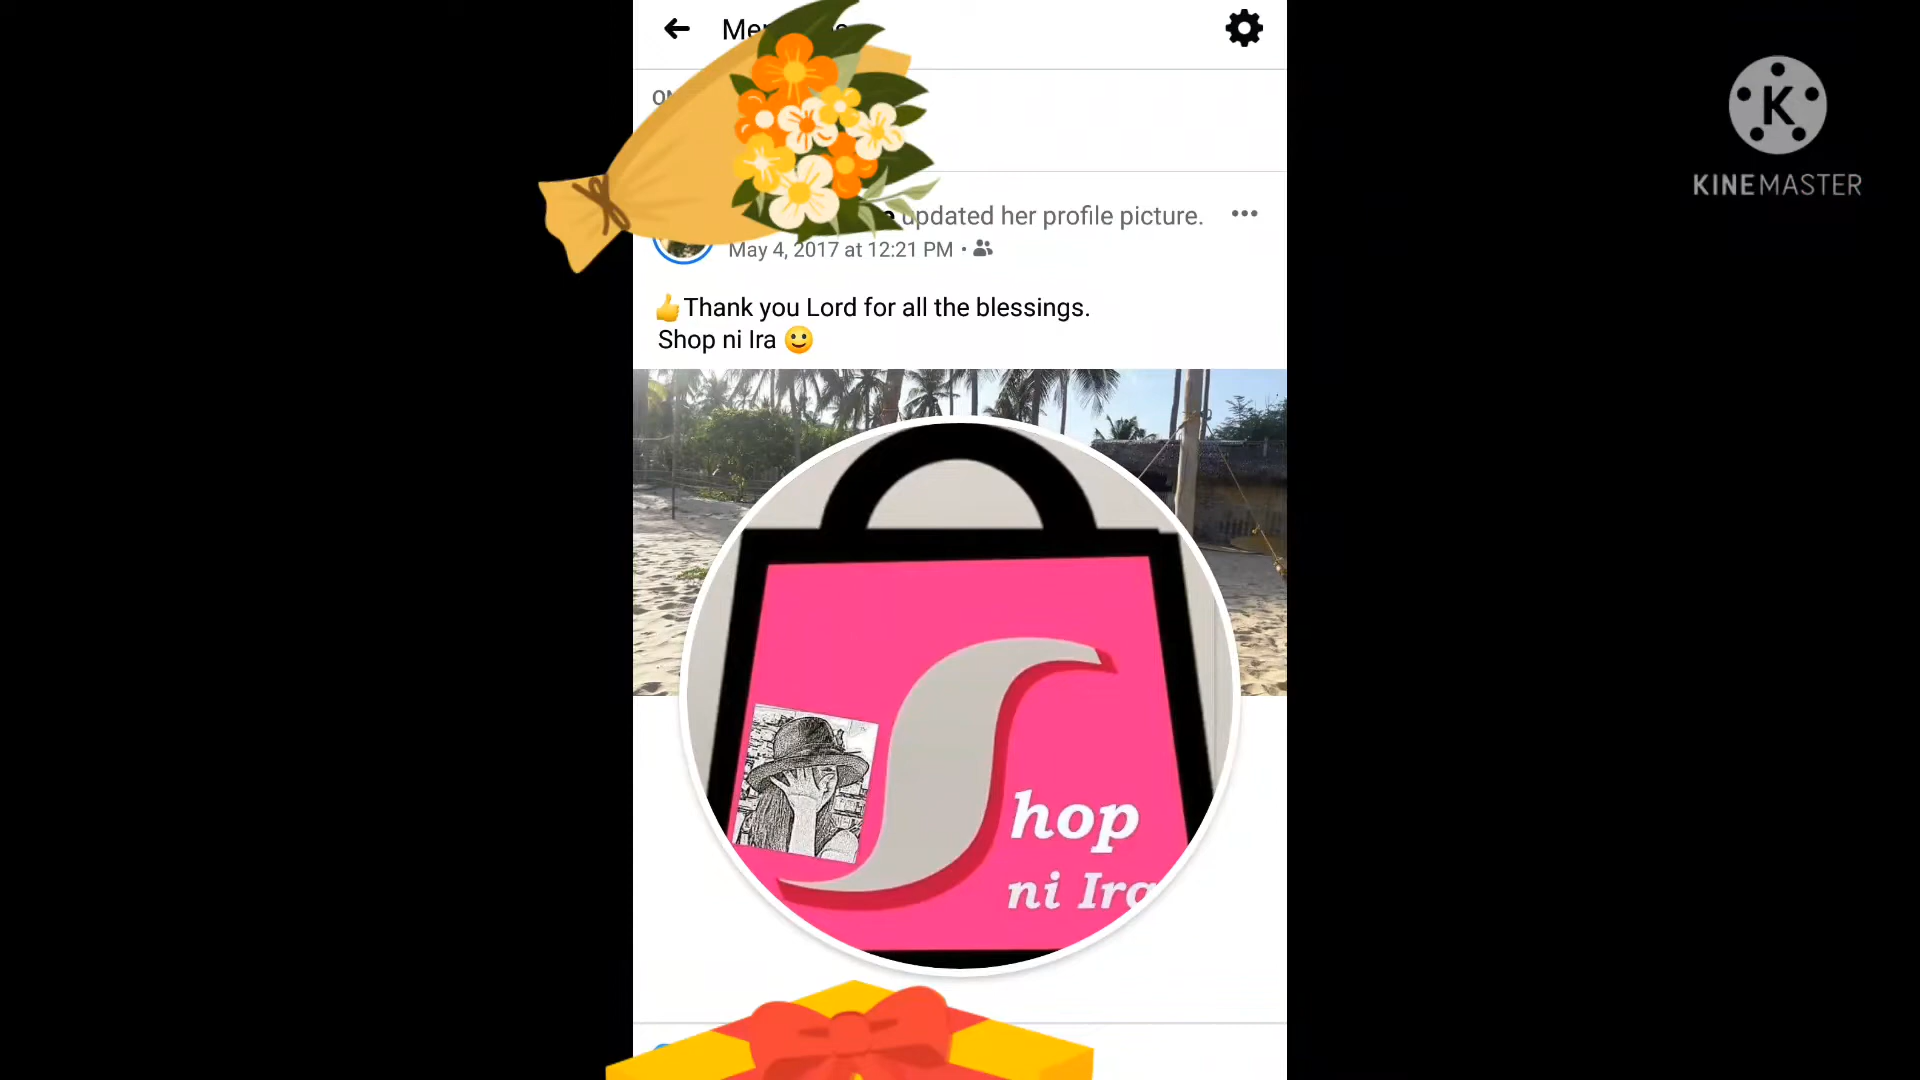 K
KINEMASTER
updated her profile picture.
May 4, 2017 at 12:21 PM
👍Thank you Lord for all the blessings.
Shop ni Ira 🙂
hop
ni Ira